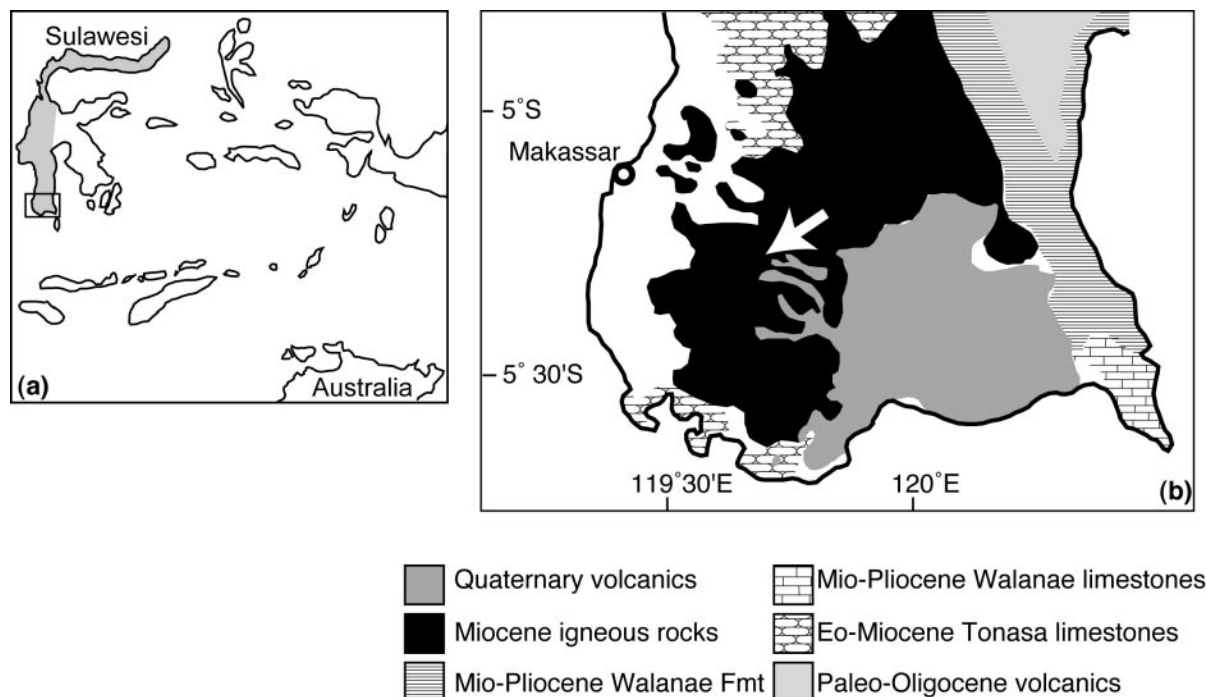 Sulawesi
Australia
(a)
5˚S
Makassar
5˚ 30'S
119˚30'E
120˚E
(b)
Quaternary volcanics
Miocene igneous rocks
Mio-Pliocene Walanae Fmt
Mio-Pliocene Walanae limestones
Eo-Miocene Tonasa limestones
Paleo-Oligocene volcanics